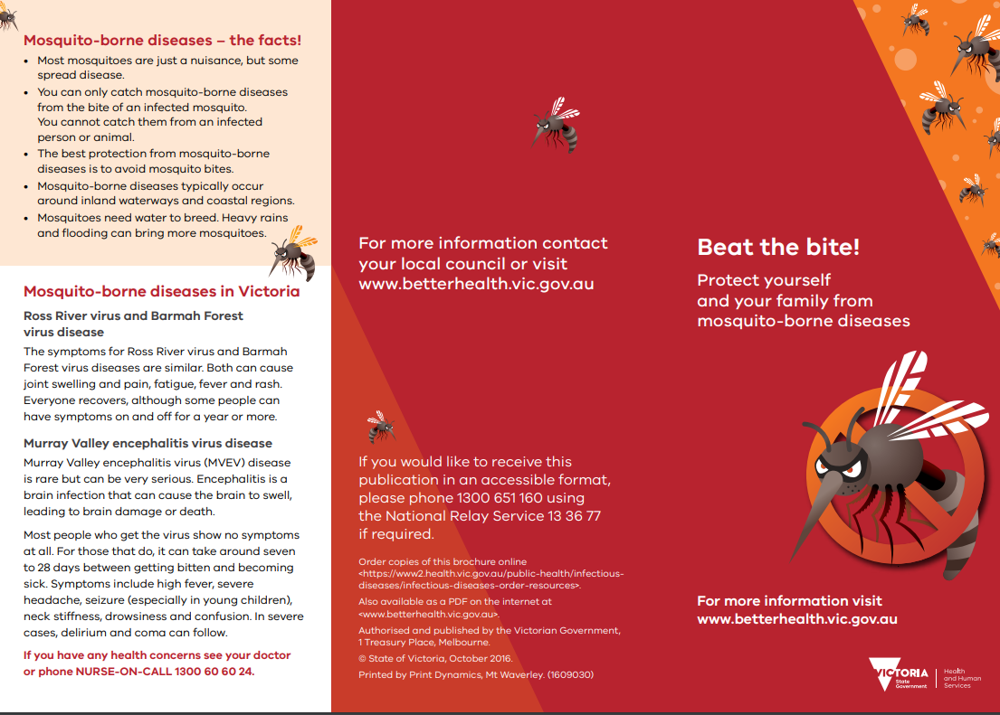 Mosquito-borne diseases – the facts!
• Most mosquitoes are just a nuisance, but some
spread disease.
• You can only catch mosquito-borne diseases
from the bite of an infected mosquito.
You cannot catch them from an infected
person or animal.
• The best protection from mosquito-borne
diseases is to avoid mosquito bites.
• Mosquito-borne diseases typically occur
around inland waterways and coastal regions.
• Mosquitoes need water to breed. Heavy rains
and flooding can bring more mosquitoes.
Mosquito-borne diseases in Victoria
Ross River virus and Barmah Forest
virus disease
The symptoms for Ross River virus and Barmah
Forest virus diseases are similar. Both can cause
joint swelling and pain, fatigue, fever and rash.
Everyone recovers, although some people can
have symptoms on and off for a year or more.
Murray Valley encephalitis virus disease
Murray Valley encephalitis virus (MVEV) disease
is rare but can be very serious. Encephalitis is a
brain infection that can cause the brain to swell,
leading to brain damage or death.
Most people who get the virus show no symptoms
at all. For those that do, it can take around seven
to 28 days between getting bitten and becoming
sick. Symptoms include high fever, severe
headache, seizure (especially in young children),
neck stiffness, drowsiness and confusion. In severe
cases, delirium and coma can follow.
If you have any health concerns see your doctor
or phone NURSE-ON-CALL 1300 60 60 24.
For more information contact
your local council or visit
www.betterhealth.vic.gov.au
If you would like to receive this
publication in an accessible format,
please phone 1300 651 160 using
the National Relay Service 13 36 77
if required.
Order copies of this brochure online
<https://www2.health.vic.gov.au/public-health/infectious-
diseases/infectious-diseases-order-resources>.
Also available as a PDF on the internet at
<www.betterhealth.vic.gov.au>.
Authorised and published by the Victorian Government,
1 Treasury Place, Melbourne.
© State of Victoria, October 2016.
Printed by Print Dynamics, Mt Waverley. (1609030)
Beat the bite!
Protect yourself
and your family from
mosquito-borne diseases
For more information visit
www.betterhealth.vic.gov.au
VICTORIA
State
Government
Health
and Human
Services